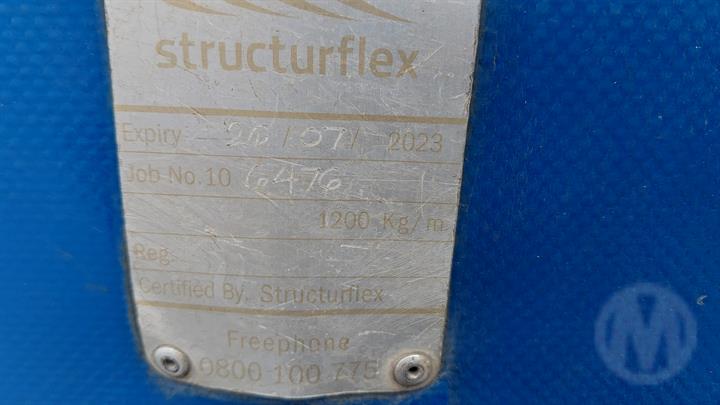 structurflex
Expiry 26/07/ 2023
Job No.10 6476
1200 Kg/m
Reg.
Certified By. Structurflex
Freephone
0800 100 775
M